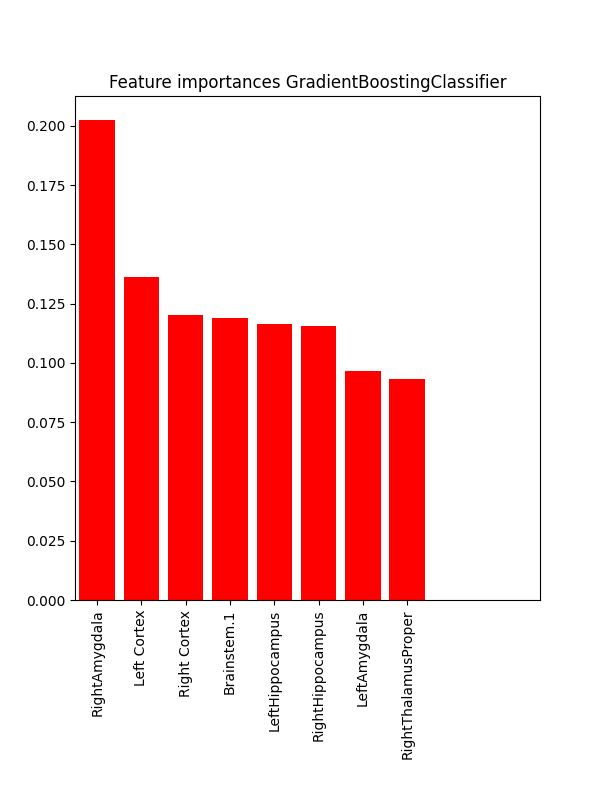 Feature importances GradientBoostingClassifier
0.200
0.175
0.150
0.125
0.100
0.075
0.050
0.025
0.000
RightAmygdala
Left Cortex
Right Cortex
Brainstem.1
LeftHippocampus
RightHippocampus
LeftAmygdala
RightThalamusProper